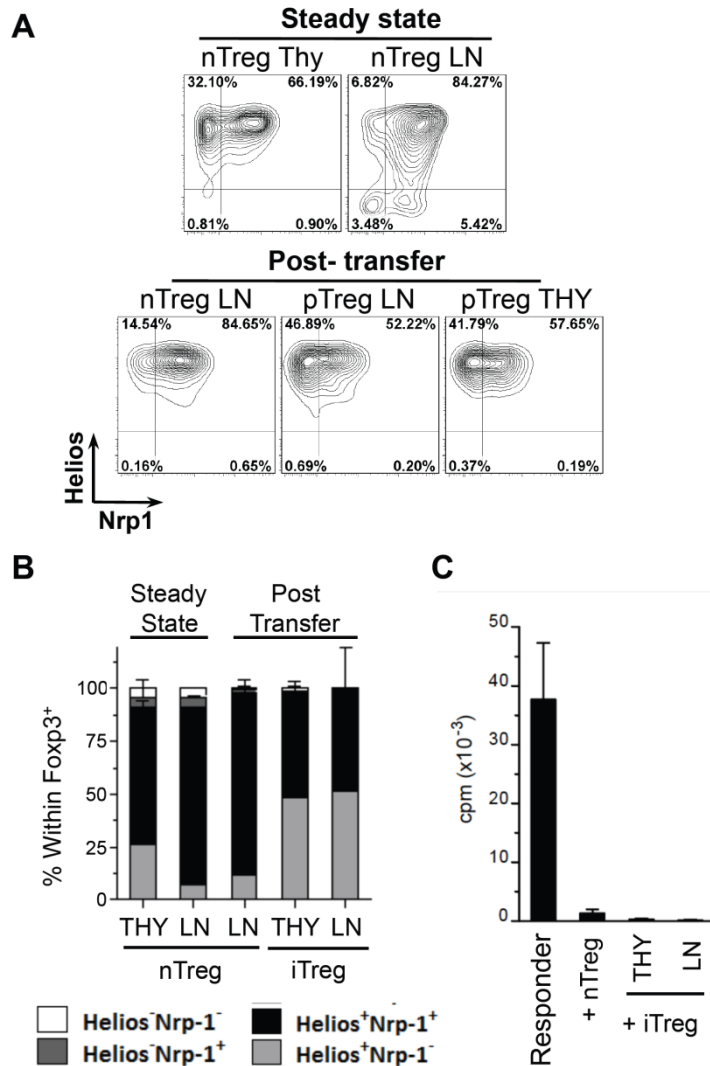 A
Steady state
nTreg Thy nTreg LN
32.10% 66.19% 6.82% 84.27%
0.81% 0.90% 3.48% 5.42%
Post- transfer
nTreg LN pTreg LN pTreg THY
14.54% 84.65% 46.89% 52.22% 41.79% 57.65%
0.16% 0.65% 0.69% 0.20% 0.37% 0.19%
Helios
Nrp1
B
Steady State
Post Transfer
% Within Foxp3+
100
75
50
25
0
THY LN LN THY LN
nTreg iTreg
Helios-Nrp-1- Helios+Nrp-1+
Helios-Nrp-1+ Helios+Nrp-1-
C
cpm (x10-3)
50
40
30
20
10
0
Responder
+ nTreg
THY
LN
+ iTreg